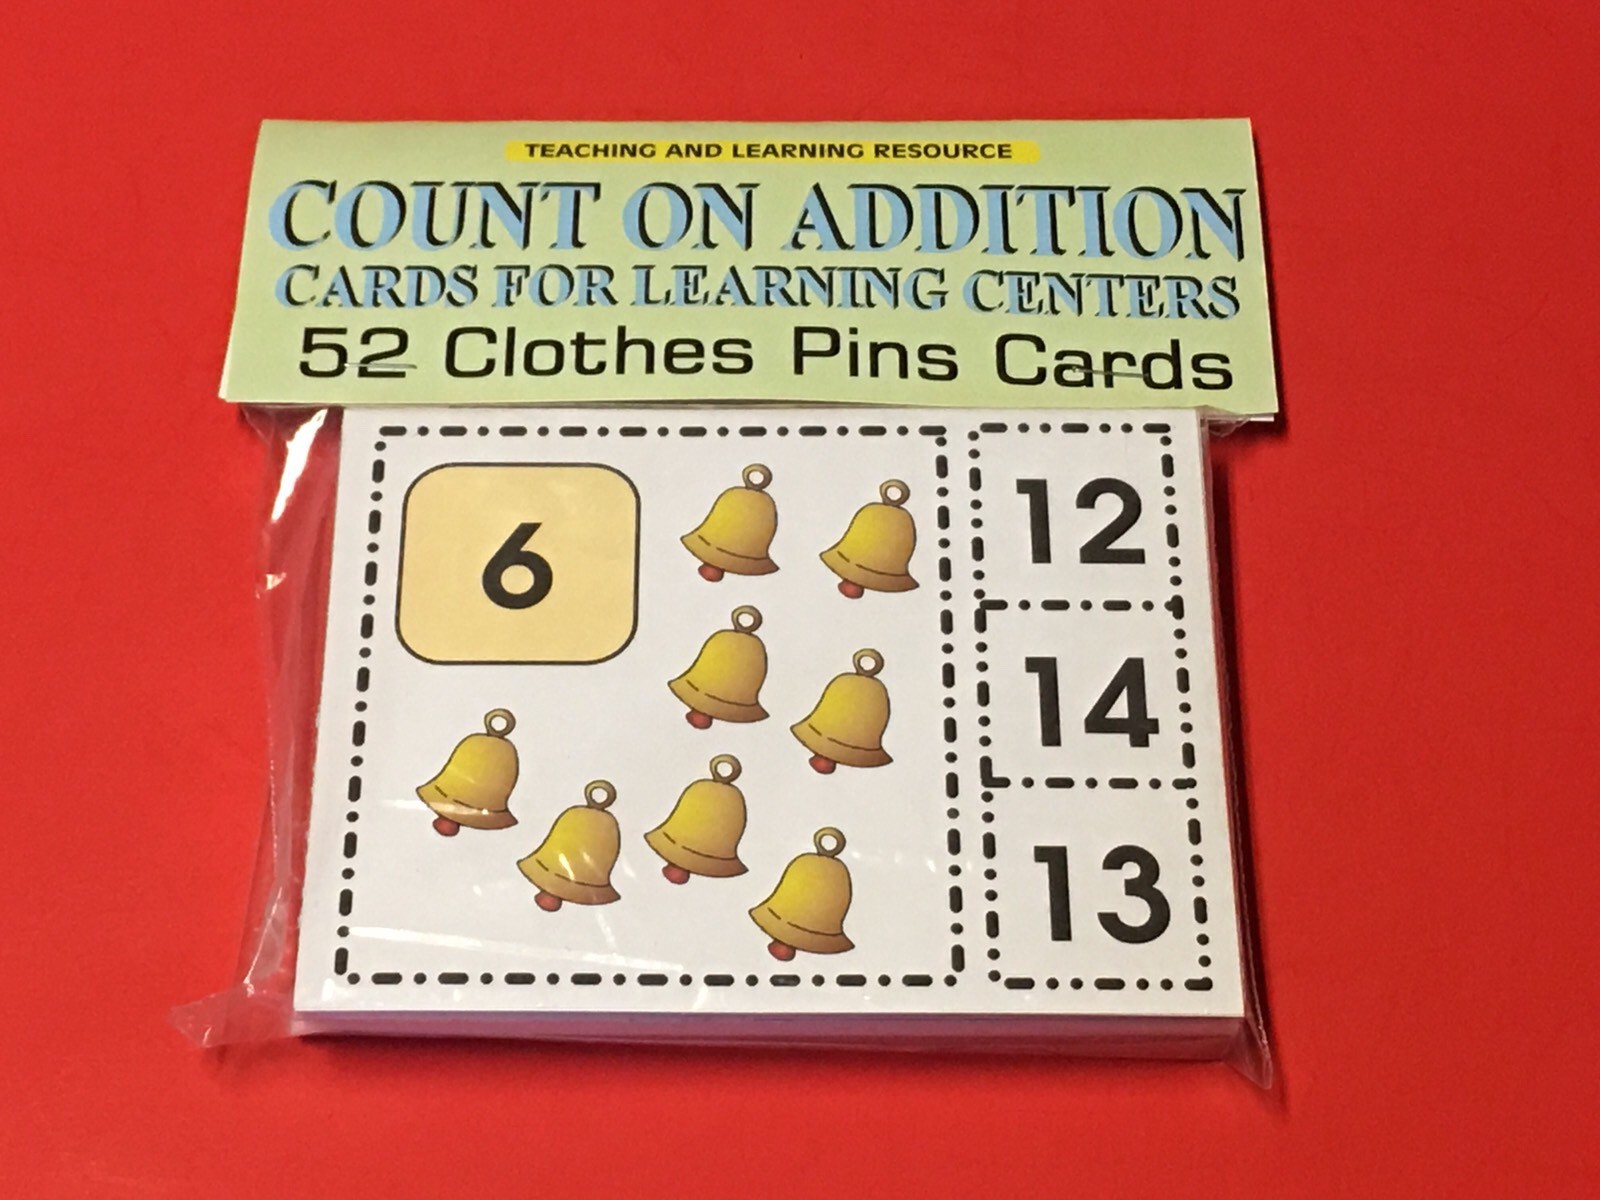 TEACHING AND LEARNING RESOURCE
COUNT ON ADDITION
CARDS FOR LEARNING CENTERS
52 Clothes Pins Cards
6
12
14
13